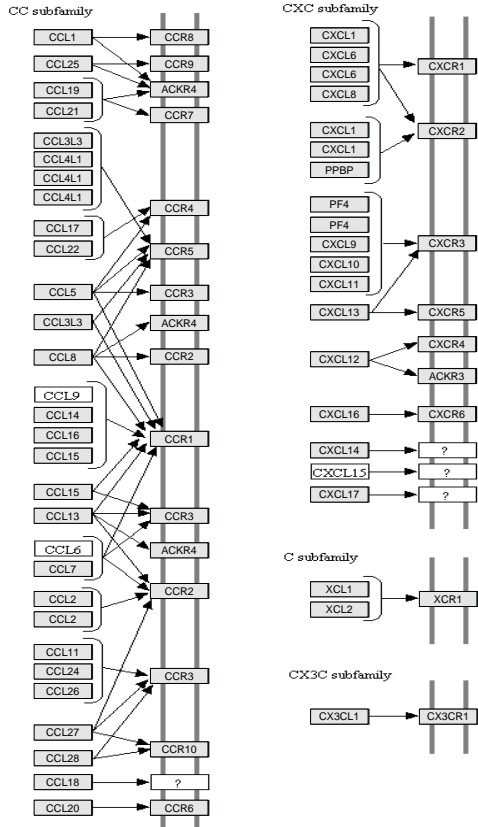 CC subfamily
CCL1
CCR8
CCL25
CCR9
CCL19
ACKR4
CCL21
CCR7
CCL3L3
CCL4L1
CCL4L1
CCL4L1
CCR4
CCL17
CCL22
CCR5
CCL5
CCR3
CCL3L3
ACKR4
CCL8
CCR2
CCL9
CCL14
CCL16
CCR1
CCL15
CCL15
CCL13
CCR3
CCL6
ACKR4
CCL7
CCR2
CCL2
CCL2
CCL11
CCL24
CCR3
CCL26
CCL27
CCR10
CCL28
CCL18
?
CCL20
CCR6
CXC subfamily
CXCL1
CXCL6
CXCL6
CXCR1
CXCL8
CXCL1
CXCR2
CXCL1
PPBP
PF4
PF4
CXCL9
CXCR3
CXCL10
CXCL11
CXCL13
CXCR5
CXCR4
CXCL12
ACKR3
CXCL16
CXCR6
CXCL14
?
CXCL15
?
CXCL17
?
C subfamily
XCL1
XCR1
XCL2
CX3C subfamily
CX3CL1
CX3CR1